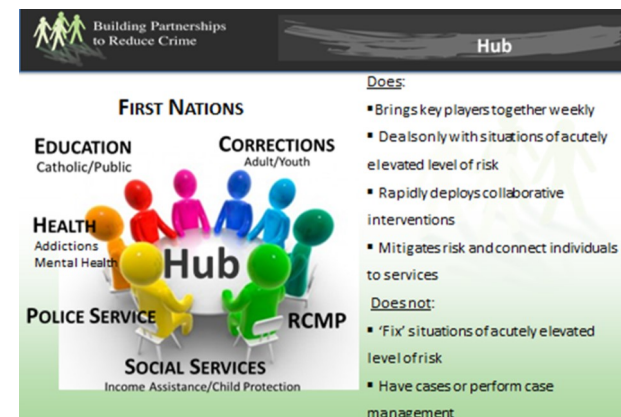 Building Partnerships
to Reduce Crime
Hub
FIRST NATIONS
EDUCATION
Catholic/Public
CORRECTIONS
Adult/Youth
HEALTH
Addictions
Mental Health
Hub
POLICE SERVICE
RCMP
SOCIAL SERVICES
Income Assistance/Child Protection
Does:
▪Brings key players together weekly
▪ Deals only with situations of acutely
elevated level of risk
▪ Rapidly deploys collaborative
interventions
▪ Mitigates risk and connect individuals
to services
Does not:
▪ ‘Fix’ situations of acutely elevated
level of risk
▪ Have cases or perform case
management